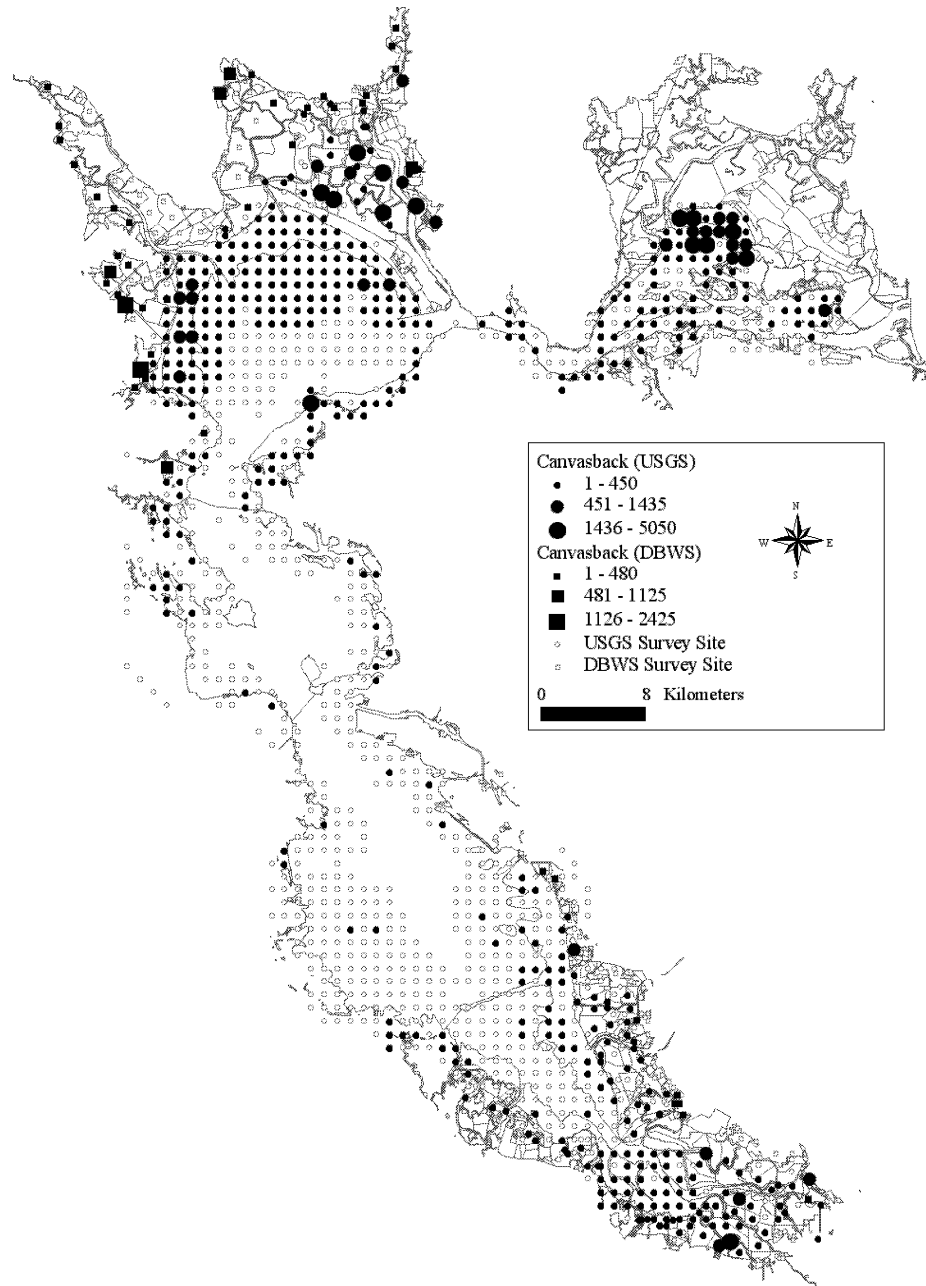 Canvasback (USGS)
1 - 450
451 - 1435
1436 - 5050
Canvasback (DBWS)
1 - 480
481 - 1125
1126 - 2425
USGS Survey Site
DBWS Survey Site
0 8 Kilometers
N
W E
S